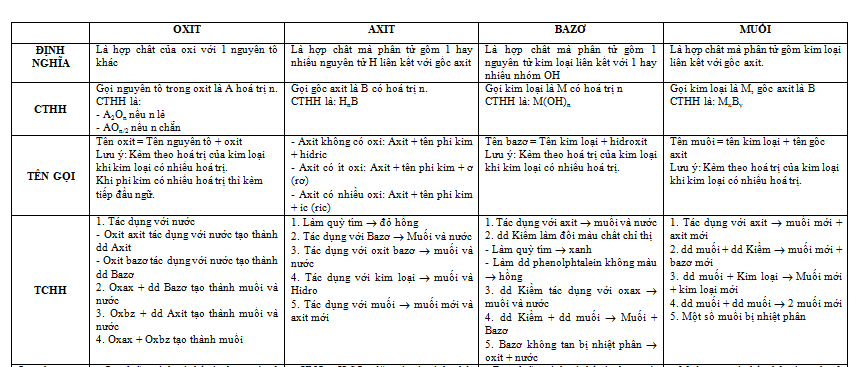 OXIT AXIT BAZƠ MUỐI
ĐỊNH
NGHĨA
Là hợp chất của oxi với 1 nguyên tố
khác
Là hợp chất mà phân tử gồm 1 hay
nhiều nguyên tử H liên kết với gốc axit
Là hợp chất mà phân tử gồm 1
nguyên tử kim loại liên kết với 1 hay
nhiều nhóm OH
Là hợp chất mà phân tử gồm kim loại
liên kết với gốc axit.
CTHH
Gọi nguyên tố trong oxit là A hoá trị n.
CTHH là:
- A₂Oₙ nếu n lẻ
- AOₙ/₂ nếu n chẵn
Gọi gốc axit là B có hoá trị n.
CTHH là: HₙB
Gọi kim loại là M có hoá trị n
CTHH là: M(OH)ₙ
Gọi kim loại là M, gốc axit là B
CTHH là: MₓBᵧ
TÊN GỌI
Tên oxit = Tên nguyên tố + oxit
Lưu ý: Kèm theo hoá trị của kim loại
khi kim loại có nhiều hoá trị.
Khi phi kim có nhiều hoá trị thì kèm
tiếp đầu ngữ.
- Axit không có oxi: Axit + tên phi kim
+ hidric
- Axit có ít oxi: Axit + tên phi kim + ơ
(rơ)
- Axit có nhiều oxi: Axit + tên phi kim
+ ic (ric)
Tên bazơ = Tên kim loại + hidroxit
Lưu ý: Kèm theo hoá trị của kim loại
khi kim loại có nhiều hoá trị.
Tên muối = tên kim loại + tên gốc
axit
Lưu ý: Kèm theo hoá trị của kim loại
khi kim loại có nhiều hoá trị.
TCHH
1. Tác dụng với nước
- Oxit axit tác dụng với nước tạo thành
dd Axit
- Oxit bazơ tác dụng với nước tạo thành
dd Bazơ
2. Oxax + dd Bazơ tạo thành muối và
nước
3. Oxbz + dd Axit tạo thành muối và
nước
4. Oxax + Oxbz tạo thành muối
1. Làm quỳ tím → đỏ hồng
2. Tác dụng với Bazơ → Muối và nước
3. Tác dụng với oxit bazơ → muối và
nước
4. Tác dụng với kim loại → muối và
Hidro
5. Tác dụng với muối → muối mới và
axit mới
1. Tác dụng với axit → muối và nước
2. dd Kiềm làm đổi màu chất chỉ thị
- Làm quỳ tím → xanh
- Làm dd phenolphtalein không màu
→ hồng
3. dd Kiềm tác dụng với oxax →
muối và nước
4. dd Kiềm + dd muối → Muối +
Bazơ
5. Bazơ không tan bị nhiệt phân →
oxit + nước
1. Tác dụng với axit → muối mới +
axit mới
2. dd muối + dd Kiềm → muối mới +
bazơ mới
3. dd muối + Kim loại → Muối mới
+ kim loại mới
4. dd muối + dd muối → 2 muối mới
5. Một số muối bị nhiệt phân